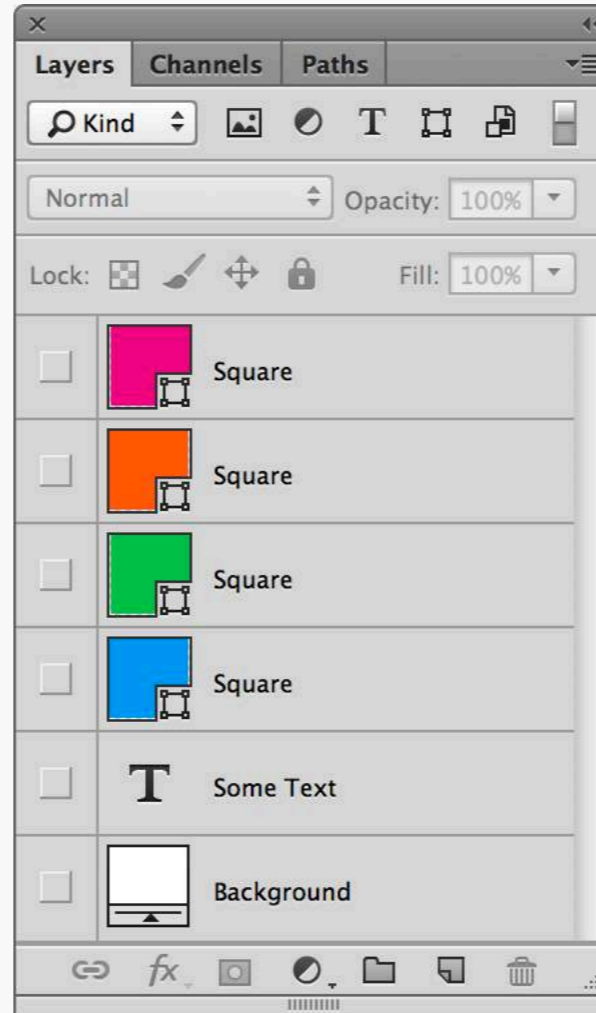 Layers Channels Paths
Kind T
Normal Opacity: 100%
Lock: Fill: 100%
Square
Square
Square
Square
T Some Text
Background
fx